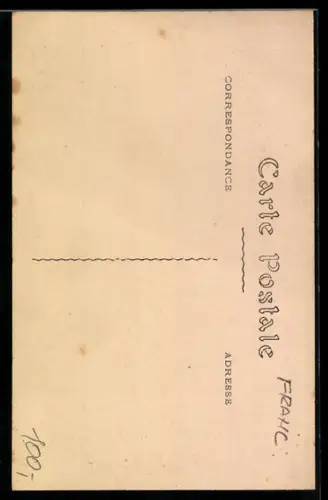 Carte Postale
CORRESPONDANCE
ADRESSE
FRANC.
100,-